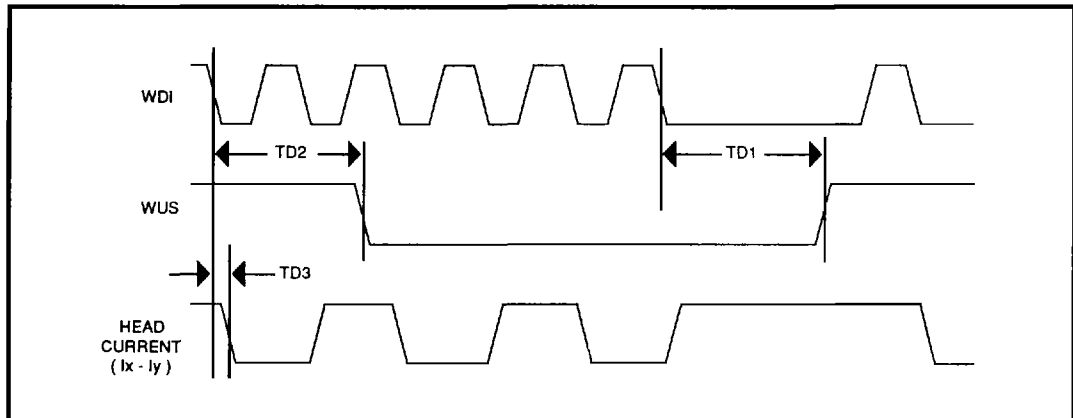 WDI
TD2
TD1
WUS
TD3
HEAD
CURRENT
( Ix - Iy )